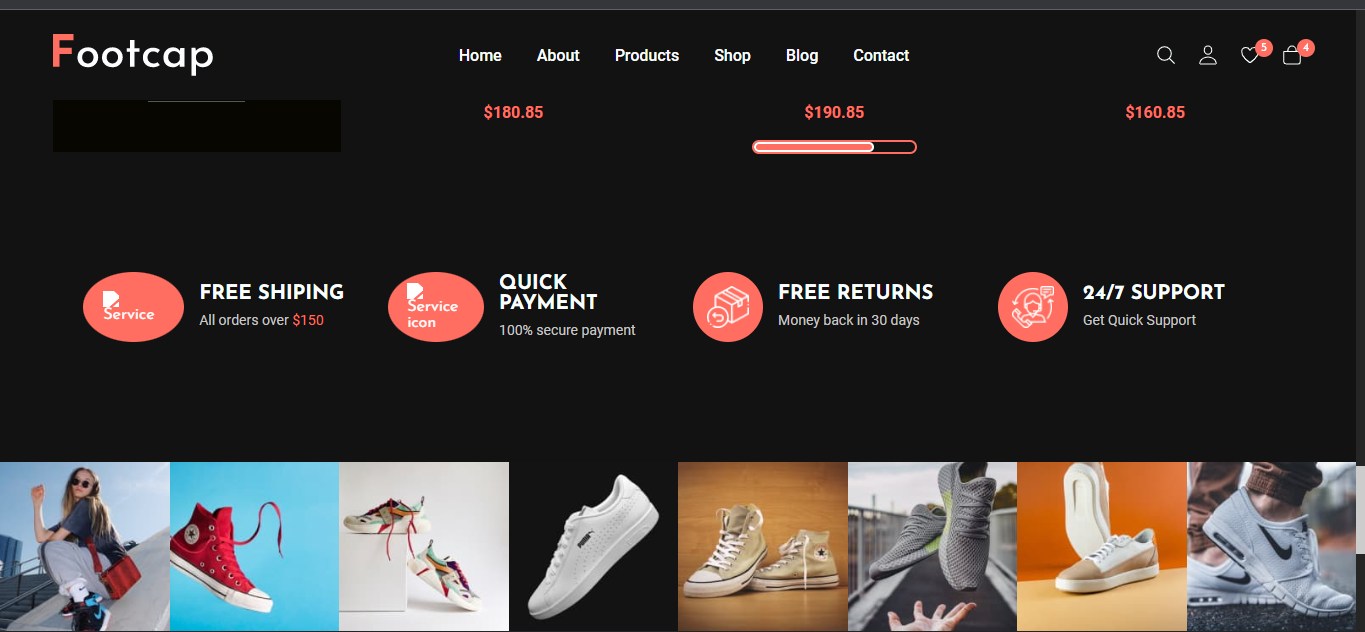 Footcap
Home About Products Shop Blog Contact
5 4
$180.85 $190.85 $160.85
Service
FREE SHIPING
All orders over $150
Service
icon
QUICK
PAYMENT
100% secure payment
FREE RETURNS
Money back in 30 days
24/7 SUPPORT
Get Quick Support
PUMA